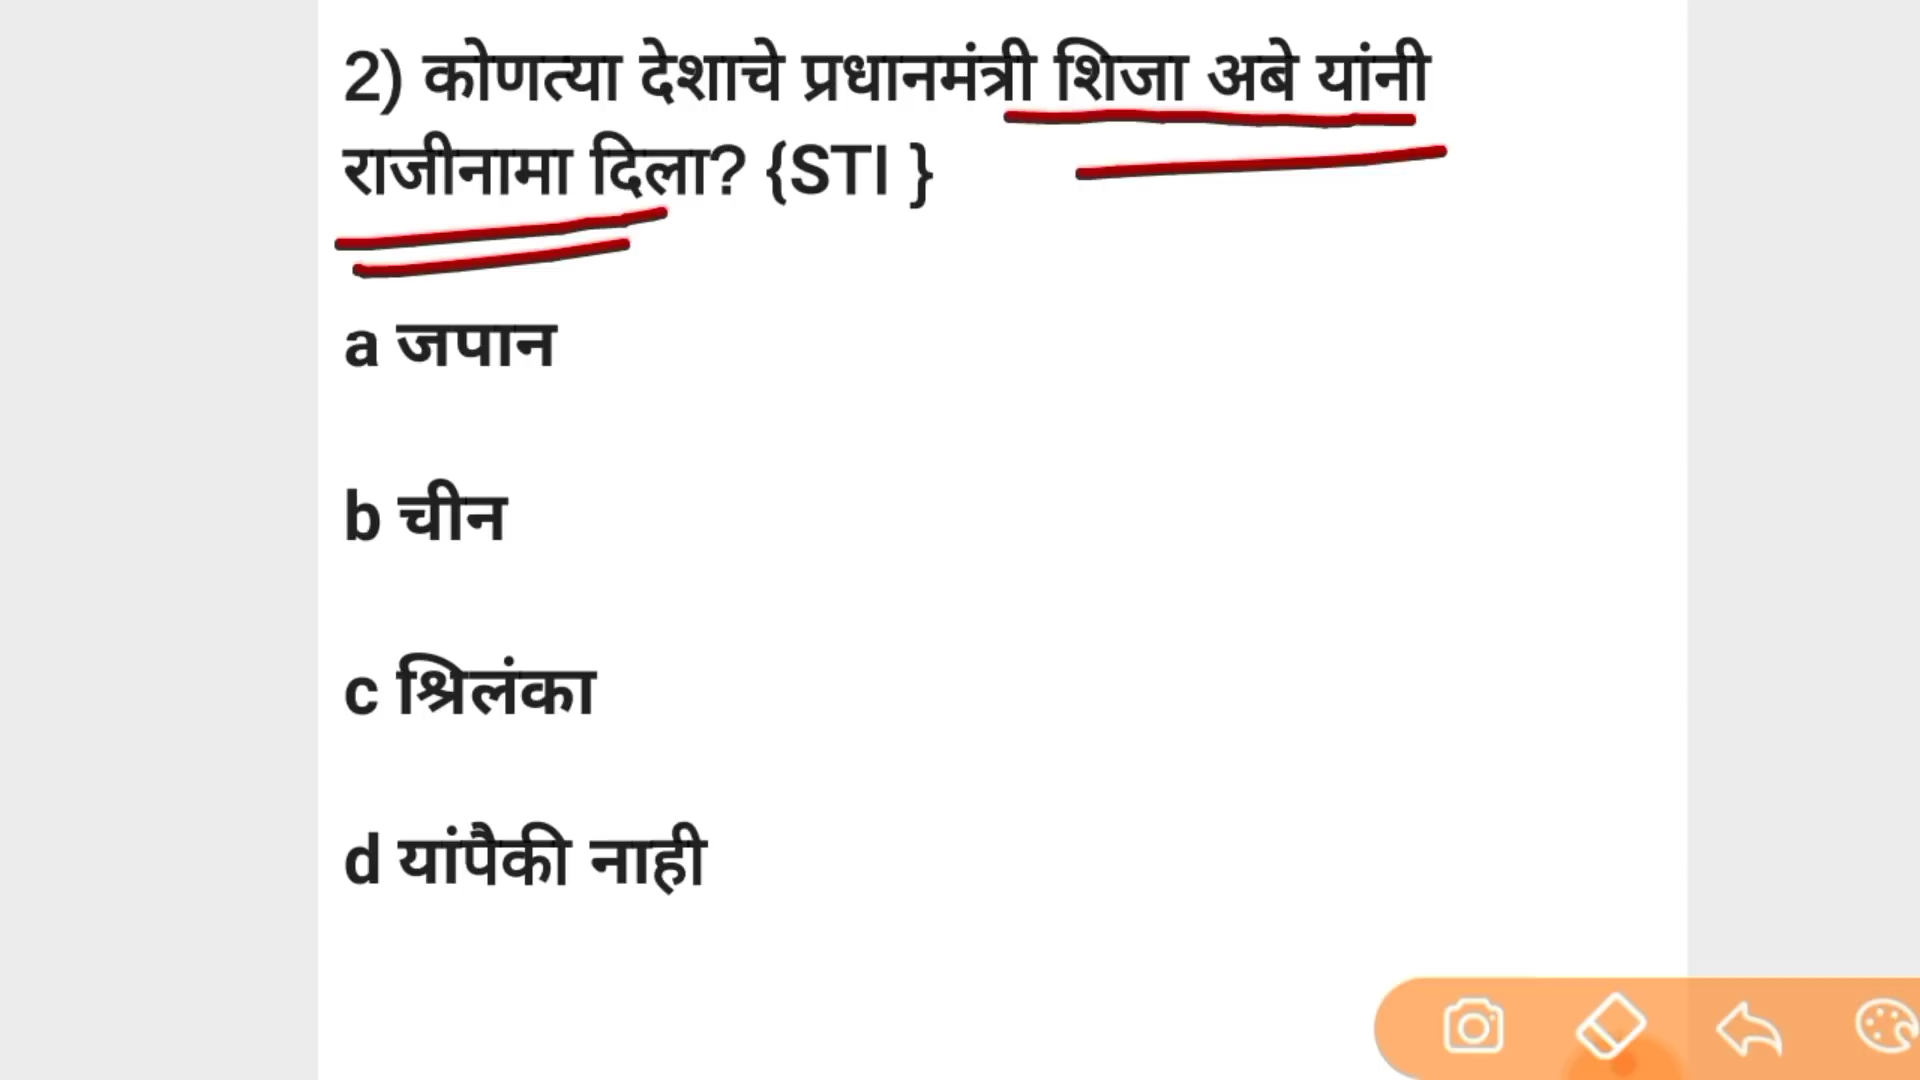 2) कोणत्या देशाचे प्रधानमंत्री शिजा अबे यांनी
राजीनामा दिला? {STI }
a जपान
b चीन
c श्रिलंका
d यांपैकी नाही